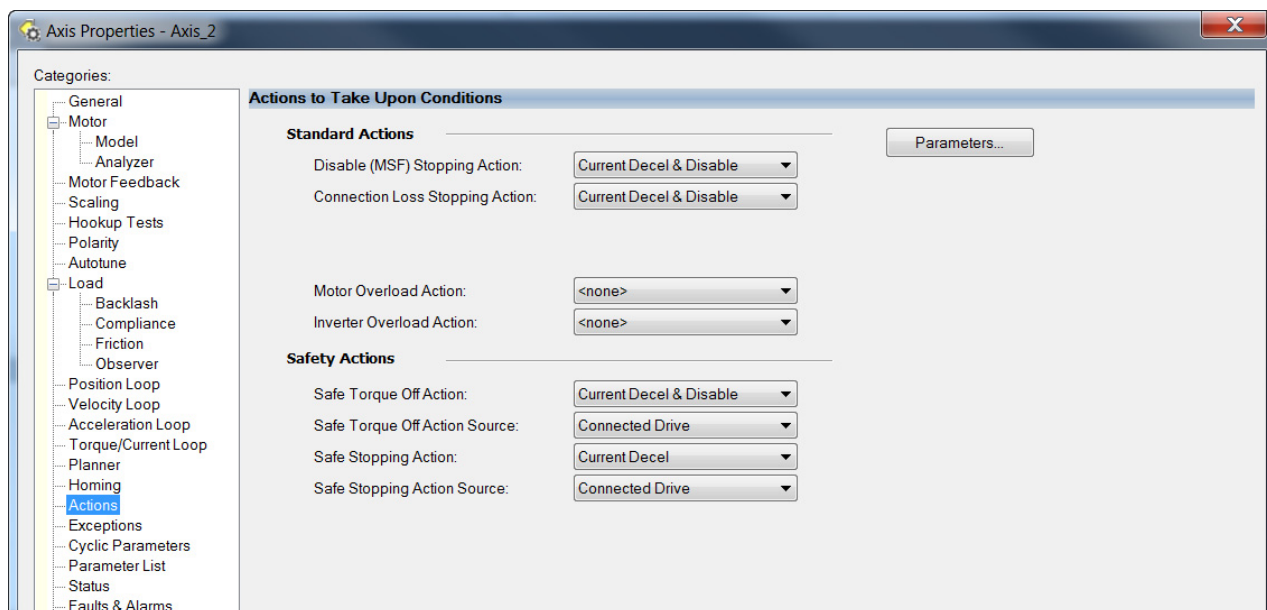 Axis Properties - Axis_2
X
Categories:
General
Motor
Model
Analyzer
Motor Feedback
Scaling
Hookup Tests
Polarity
Autotune
Load
Backlash
Compliance
Friction
Observer
Position Loop
Velocity Loop
Acceleration Loop
Torque/Current Loop
Planner
Homing
Actions
Exceptions
Cyclic Parameters
Parameter List
Status
Faults & Alarms
Actions to Take Upon Conditions
Standard Actions
Parameters...
Disable (MSF) Stopping Action: Current Decel & Disable
Connection Loss Stopping Action: Current Decel & Disable
Motor Overload Action: <none>
Inverter Overload Action: <none>
Safety Actions
Safe Torque Off Action: Current Decel & Disable
Safe Torque Off Action Source: Connected Drive
Safe Stopping Action: Current Decel
Safe Stopping Action Source: Connected Drive